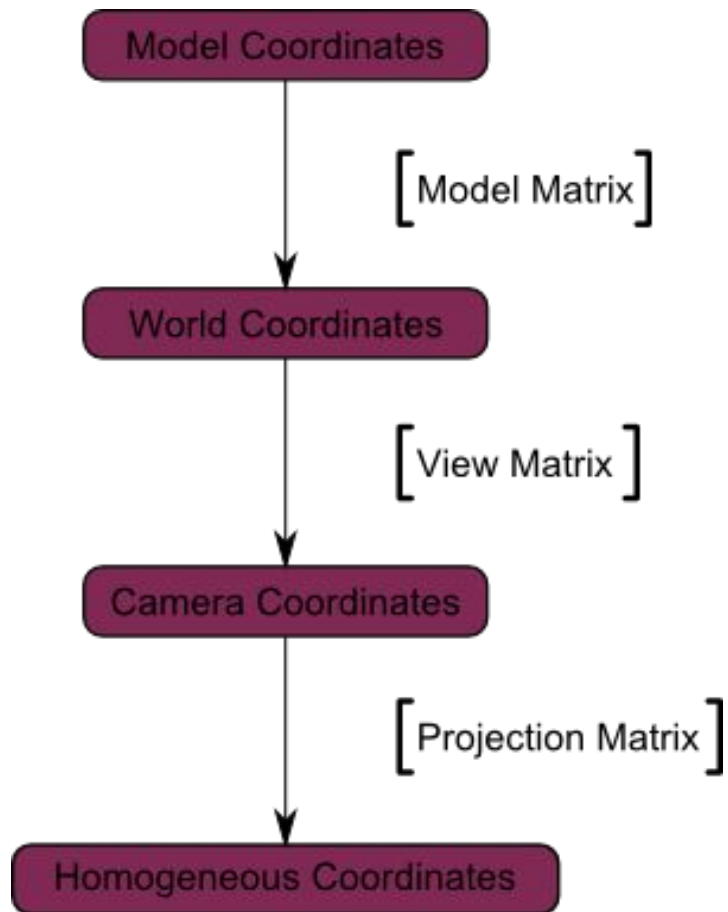 Model Coordinates
[Model Matrix]
World Coordinates
[View Matrix]
Camera Coordinates
[Projection Matrix]
Homogeneous Coordinates